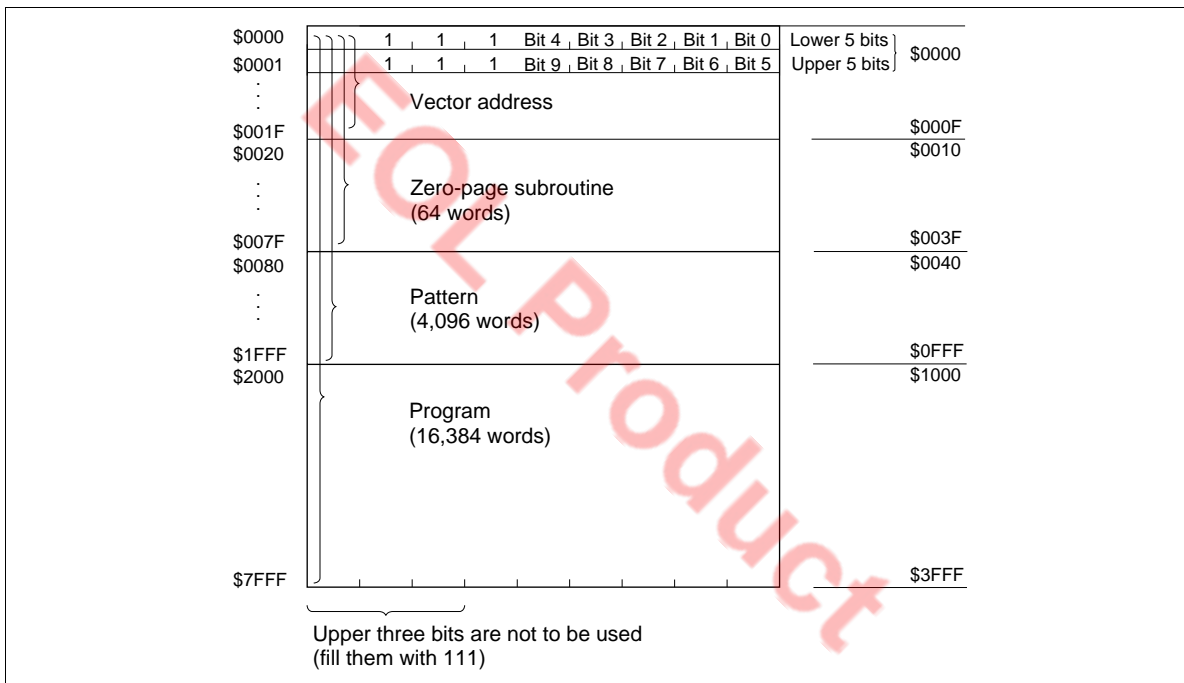 $0000 1 1 1 Bit 4 Bit 3 Bit 2 Bit 1 Bit 0 Lower 5 bits $0000
$0001 1 1 1 Bit 9 Bit 8 Bit 7 Bit 6 Bit 5 Upper 5 bits
Vector address
$001F $000F
$0020 $0010
Zero-page subroutine
(64 words)
$007F $003F
$0080 $0040
Pattern
(4,096 words)
$1FFF $0FFF
$2000 $1000
Program
(16,384 words)
$7FFF $3FFF
Upper three bits are not to be used
(fill them with 111)
EOL Product